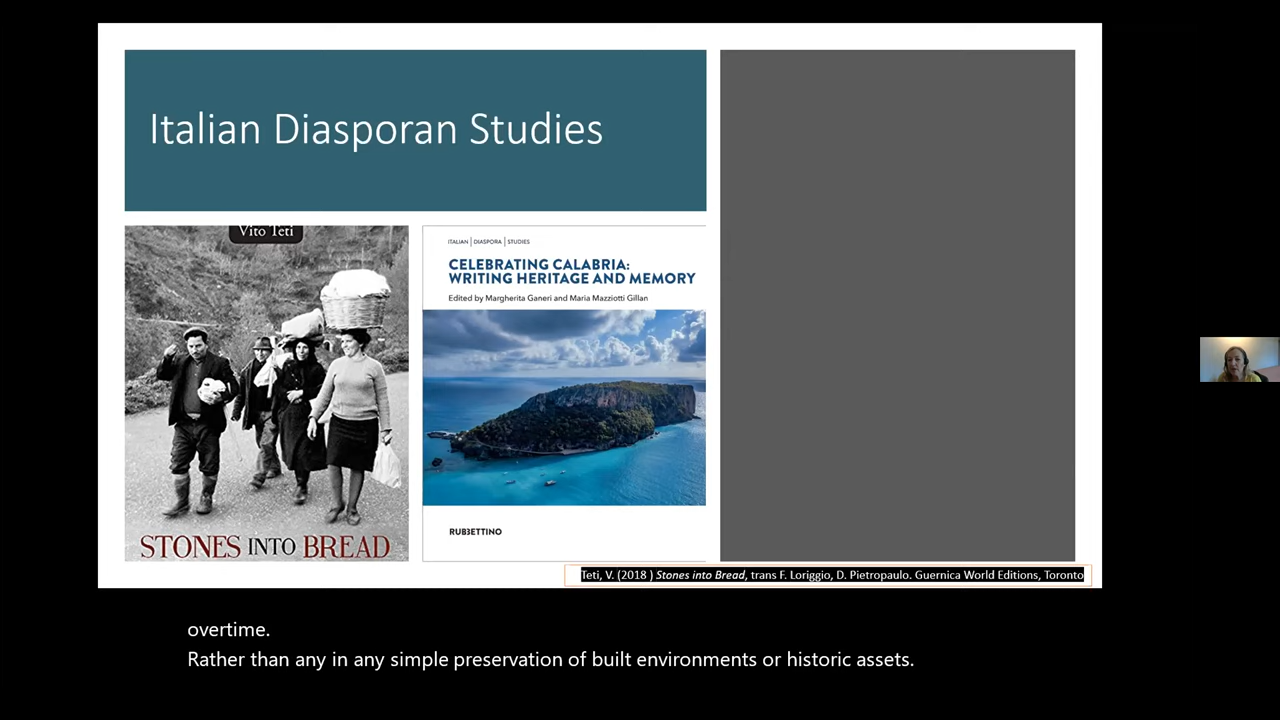 Italian Diasporan Studies
Vito Teti
STONES INTO BREAD
ITALIAN | DIASPORA | STUDIES
CELEBRATING CALABRIA:
WRITING HERITAGE AND MEMORY
Edited by Margherita Ganeri and Maria Mazziotti Gillan
RUBBETTINO
Teti, V. (2018 ) Stones into Bread, trans F. Loriggio, D. Pietropaulo. Guernica World Editions, Toronto
overtime.
Rather than any in any simple preservation of built environments or historic assets.